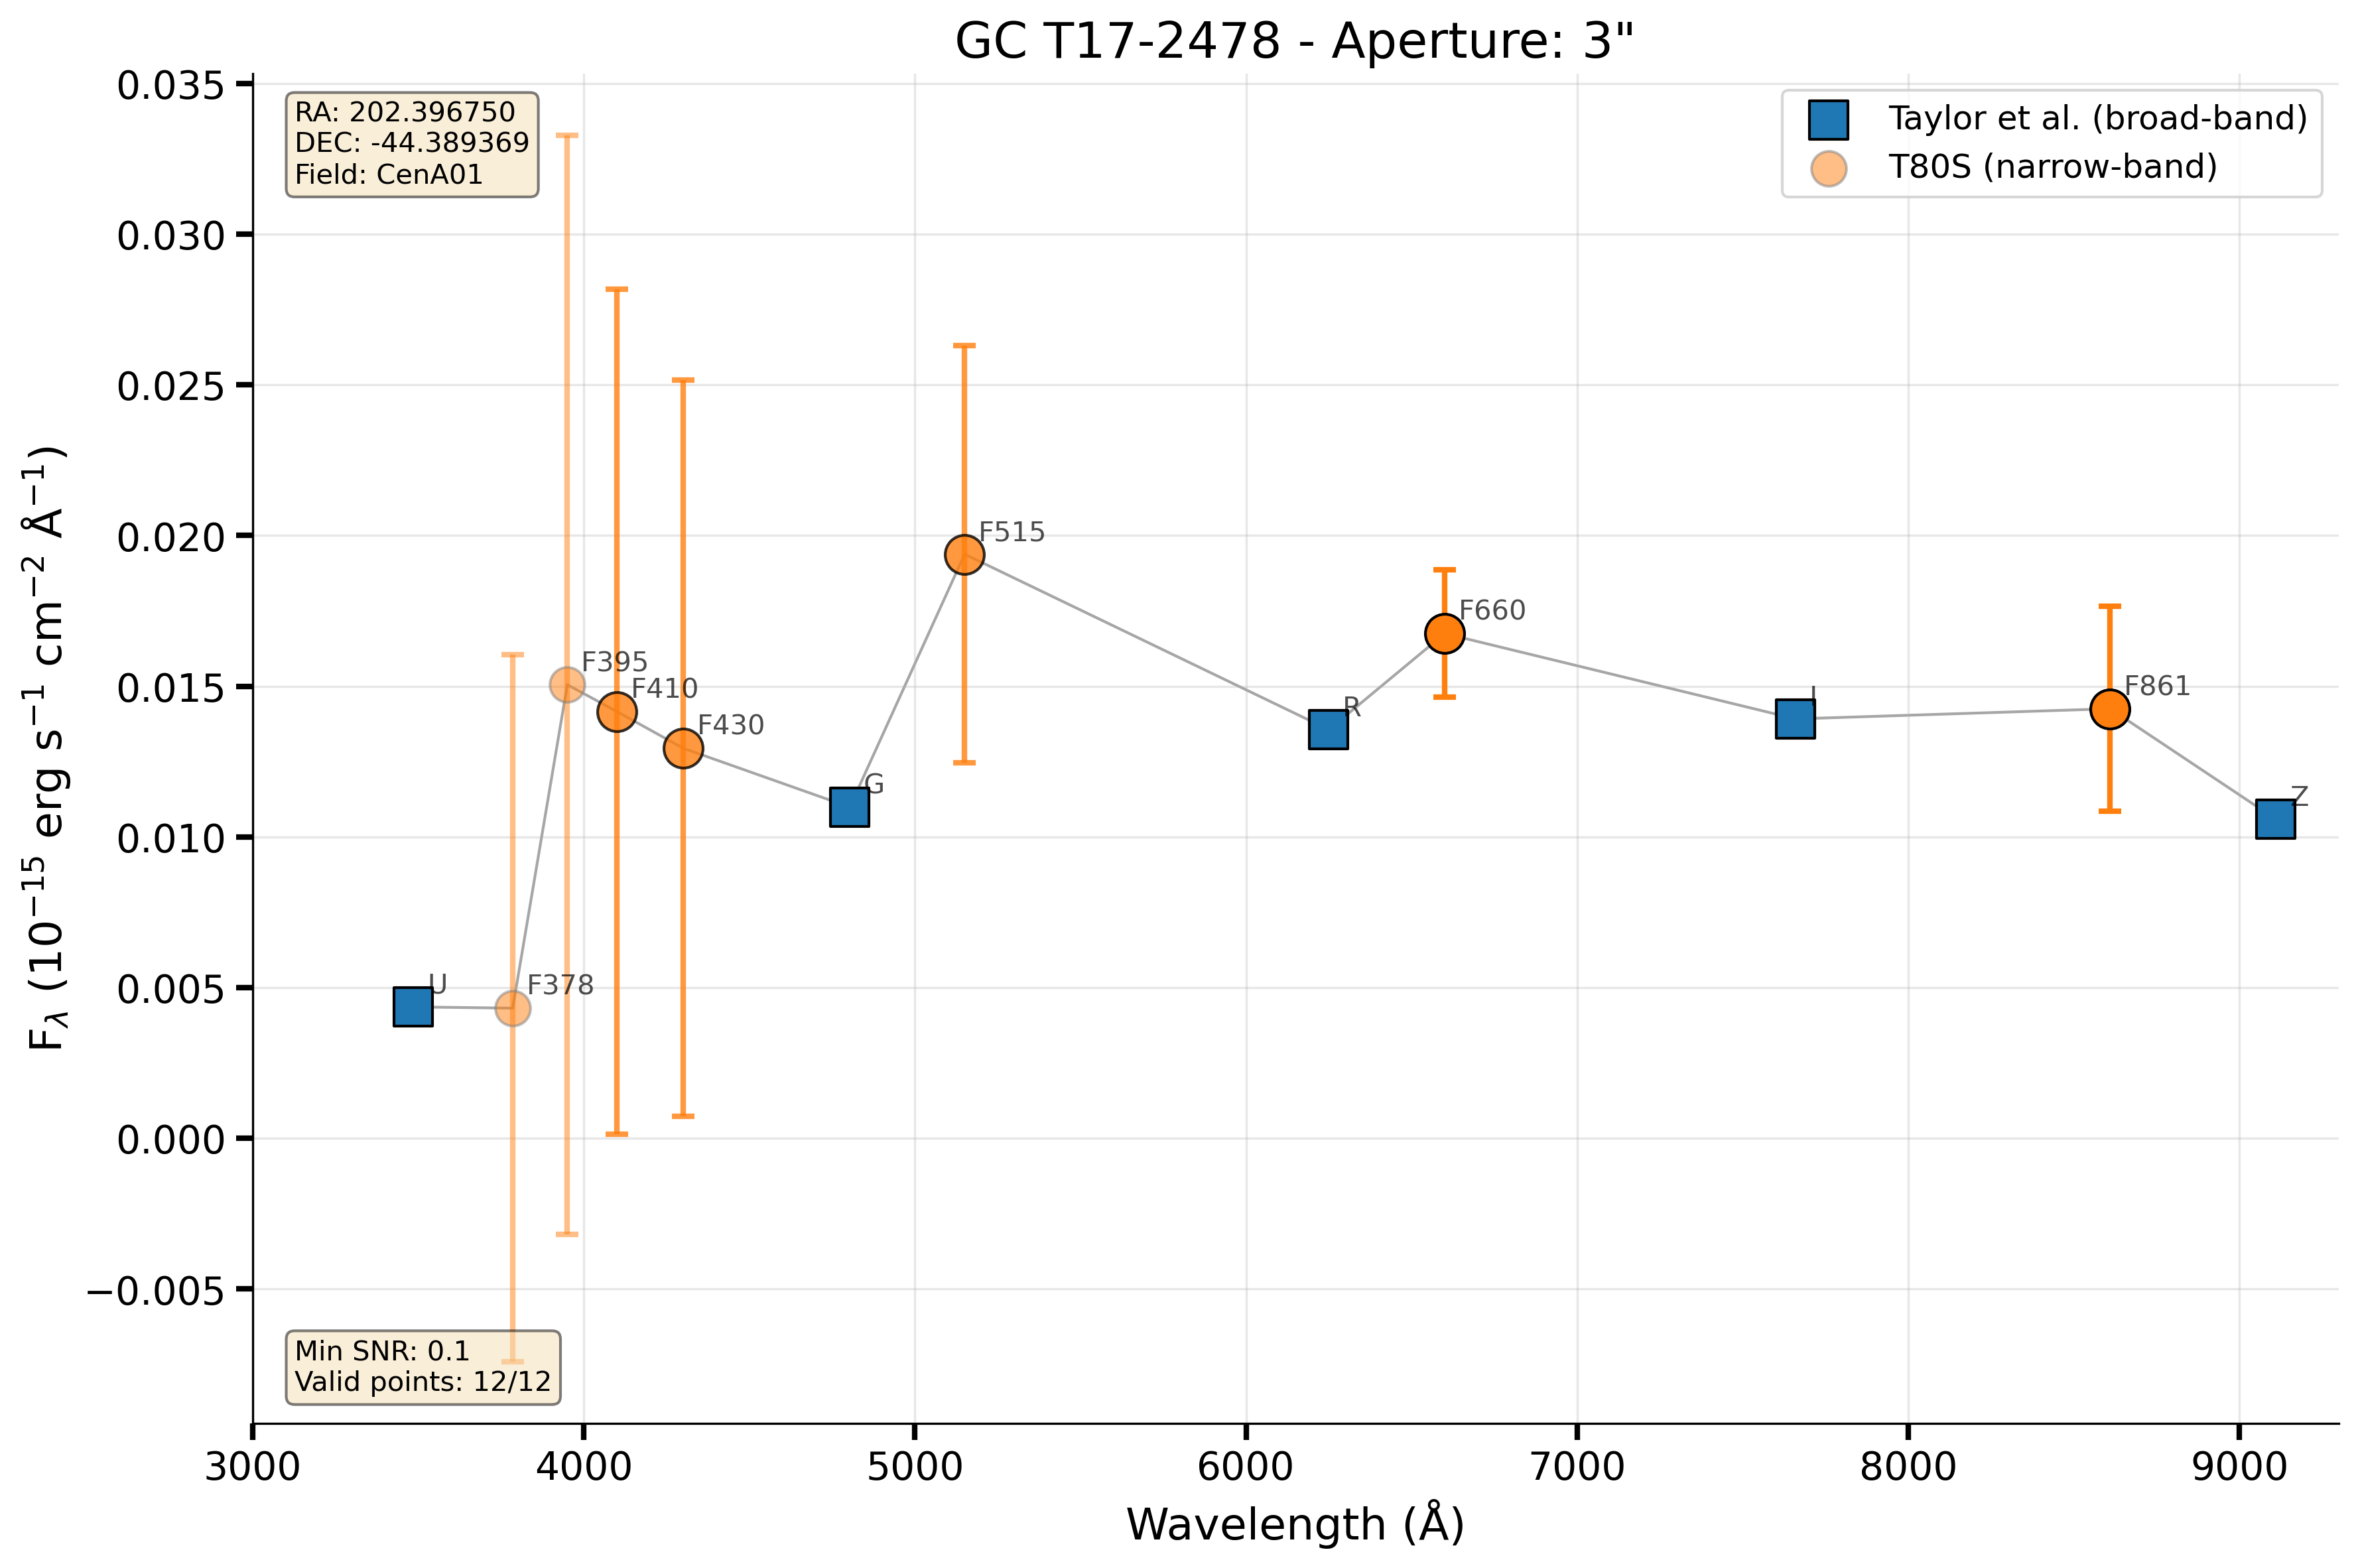 GC T17-2478 - Aperture: 3"
RA: 202.396750
DEC: -44.389369
Field: CenA01
Taylor et al. (broad-band)
T80S (narrow-band)
0.035
0.030
0.025
0.020
0.015
0.010
0.005
0.000
−0.005
F_λ (10⁻¹⁵ erg s⁻¹ cm⁻² Å⁻¹)
U
F378
F395
F410
F430
G
F515
R
F660
I
F861
Z
Min SNR: 0.1
Valid points: 12/12
3000 4000 5000 6000 7000 8000 9000
Wavelength (Å)